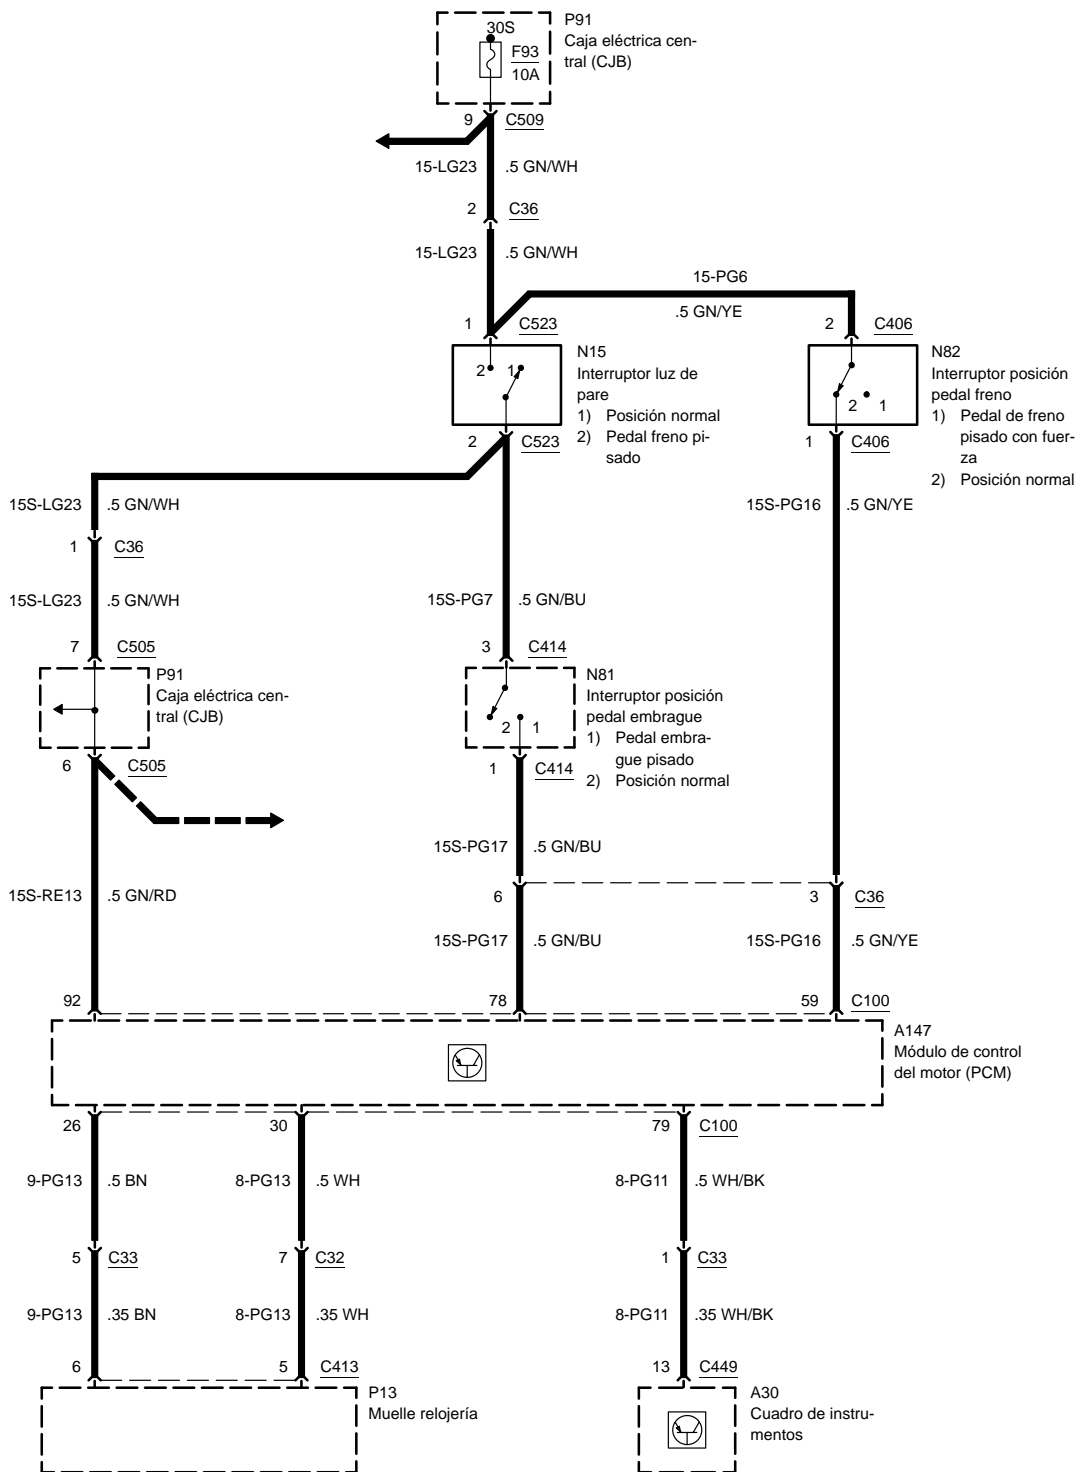 P91
Caja eléctrica cen-
tral (CJB)
30S
F93
10A
9 C509
15-LG23 .5 GN/WH
2 C36
15-LG23 .5 GN/WH
15-PG6
.5 GN/YE
1 C523
2 C406
N15
Interruptor luz de
pare
1) Posición normal
2) Pedal freno pi-
sado
2 1
N82
Interruptor posición
pedal freno
1) Pedal de freno
pisado con fuer-
za
2) Posición normal
2 1
2 C523
1 C406
15S-LG23 .5 GN/WH
15S-PG16 .5 GN/YE
1 C36
15S-LG23 .5 GN/WH
15S-PG7 .5 GN/BU
7 C505
3 C414
P91
Caja eléctrica cen-
tral (CJB)
N81
Interruptor posición
pedal embrague
1) Pedal embra-
gue pisado
2) Posición normal
2 1
6 C505
1 C414
15S-PG17 .5 GN/BU
15S-RE13 .5 GN/RD
6
3 C36
15S-PG17 .5 GN/BU
15S-PG16 .5 GN/YE
92 78 59 C100
A147
Módulo de control
del motor (PCM)
26 30 79 C100
9-PG13 .5 BN
8-PG13 .5 WH
8-PG11 .5 WH/BK
5 C33
7 C32
1 C33
9-PG13 .35 BN
8-PG13 .35 WH
8-PG11 .35 WH/BK
6 5 C413
13 C449
P13
Muelle relojería
A30
Cuadro de instru-
mentos